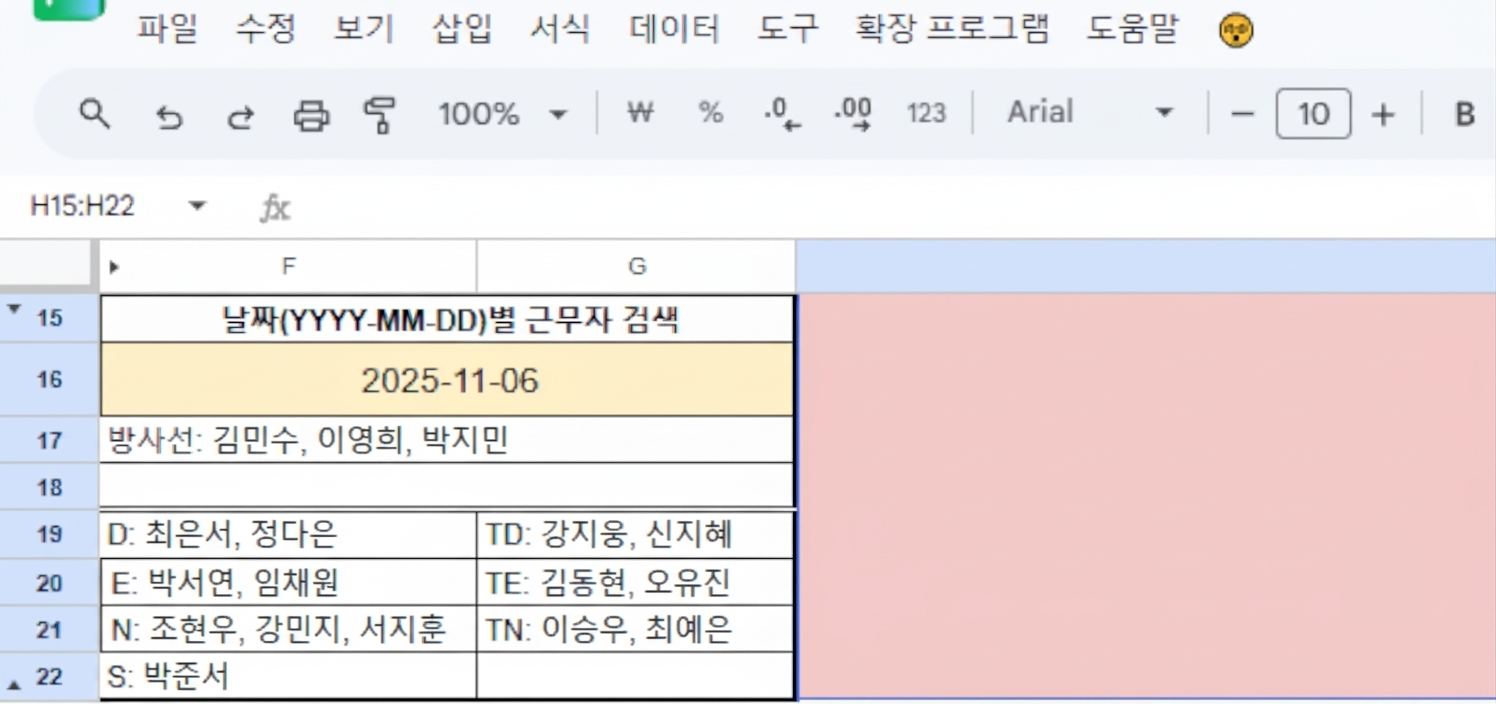 파일 수정 보기 삽입 서식 데이터 도구 확장 프로그램 도움말
100% ₩ % .0 .00 123 Arial 10 B
H15:H22 fx
F G
15 날짜(YYYY-MM-DD)별 근무자 검색
16 2025-11-06
17 방사선: 김민수, 이영희, 박지민
18
19 D: 최은서, 정다은 TD: 강지웅, 신지혜
20 E: 박서연, 임채원 TE: 김동현, 오유진
21 N: 조현우, 강민지, 서지훈 TN: 이승우, 최예은
22 S: 박준서